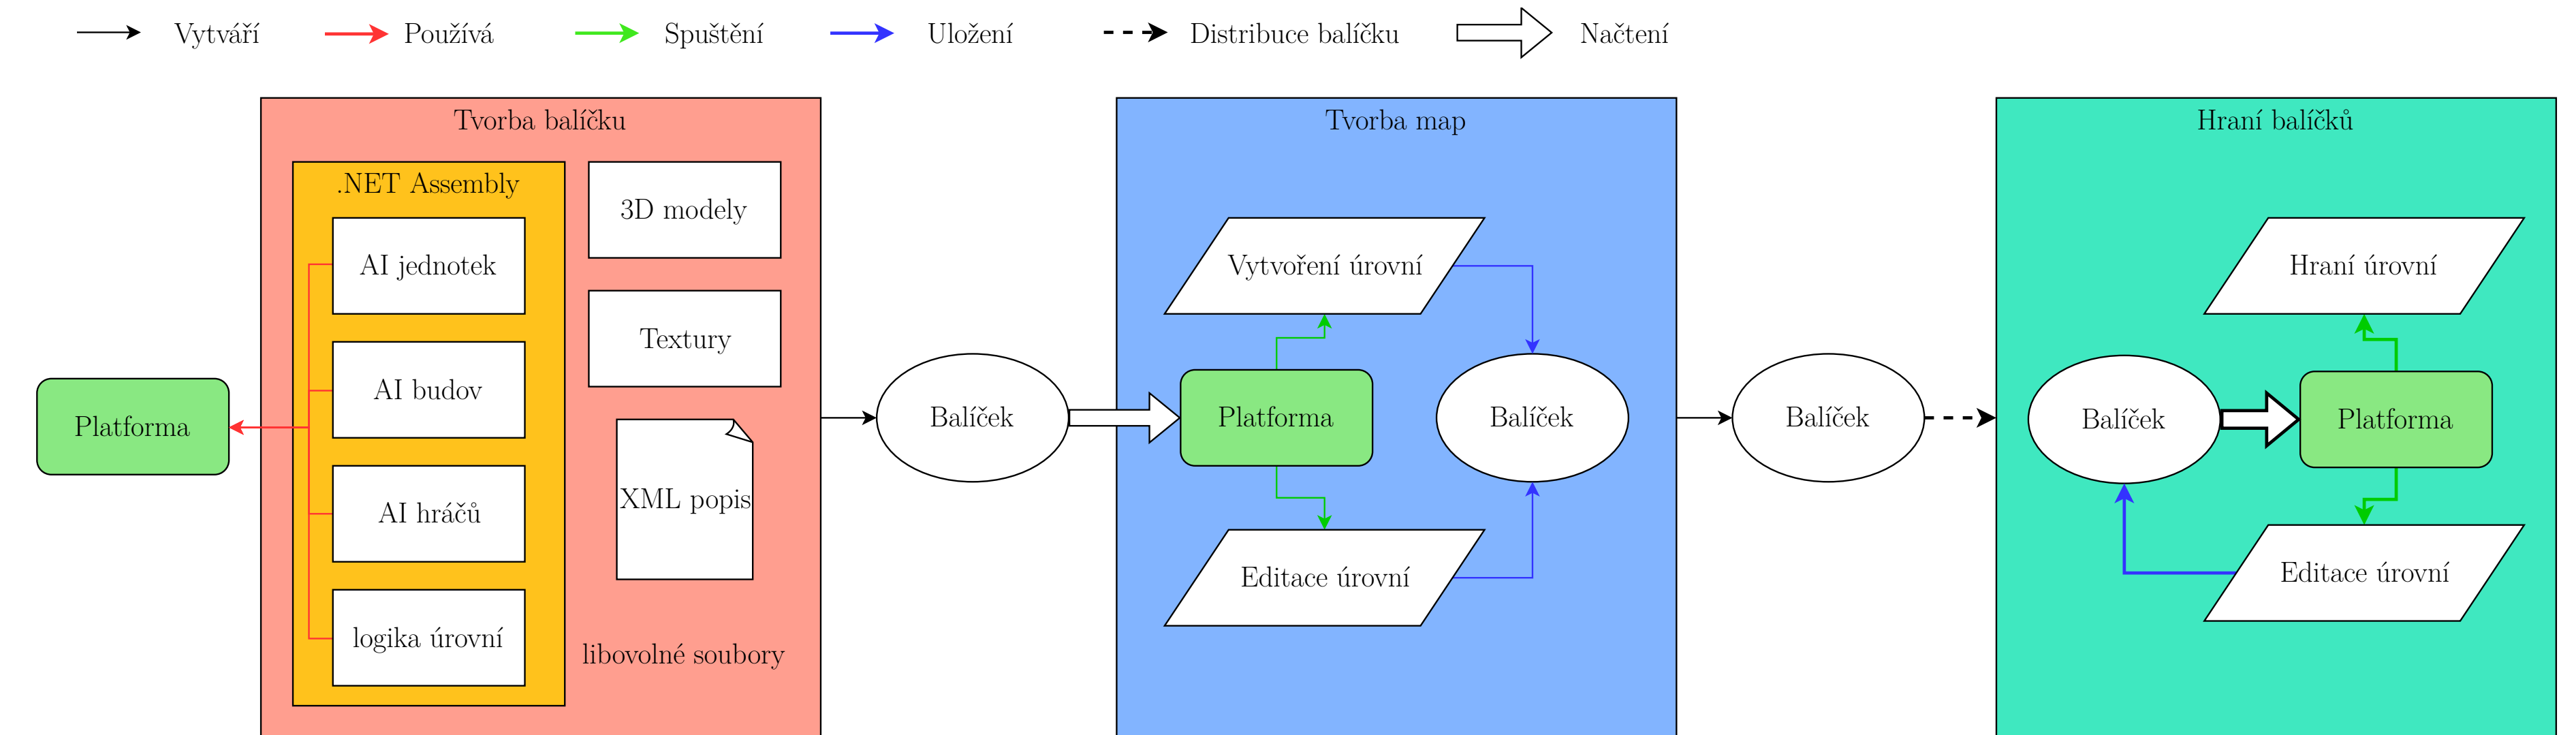 Vytváří
Používá
Spuštění
Uložení
Distribuce balíčku
Načtení
Tvorba balíčku
.NET Assembly
AI jednotek
AI budov
AI hráčů
logika úrovní
3D modely
Textury
XML popis
libovolné soubory
Platforma
Balíček
Tvorba map
Vytvoření úrovní
Platforma
Balíček
Editace úrovní
Balíček
Hraní balíčků
Hraní úrovní
Balíček
Platforma
Editace úrovní